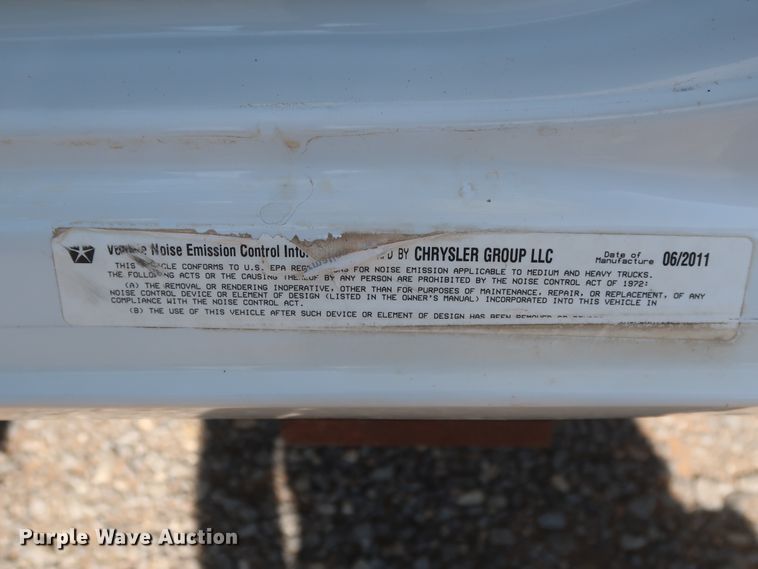 Noise Emission Control BY CHRYSLER GROUP LLC Date of Manufacture 06/2011
THIS VEHICLE CONFORMS TO U.S. EPA FOR NOISE EMISSION APPLICABLE TO MEDIUM AND HEAVY TRUCKS.
THE FOLLOWING ACTS OR THE CAUSING THEREOF BY ANY PERSON ARE PROHIBITED BY THE NOISE CONTROL ACT OF 1972:
(A) THE REMOVAL OR RENDERING INOPERATIVE, OTHER THAN FOR PURPOSES OF MAINTENANCE, REPAIR, OR REPLACEMENT, OF ANY
NOISE CONTROL DEVICE OR ELEMENT OF DESIGN (LISTED IN THE OWNER'S MANUAL) INCORPORATED INTO THIS VEHICLE IN
COMPLIANCE WITH THE NOISE CONTROL ACT.
(B) THE USE OF THIS VEHICLE AFTER SUCH DEVICE OR ELEMENT OF DESIGN HAS BEEN REMOVED OR
Purple Wave Auction